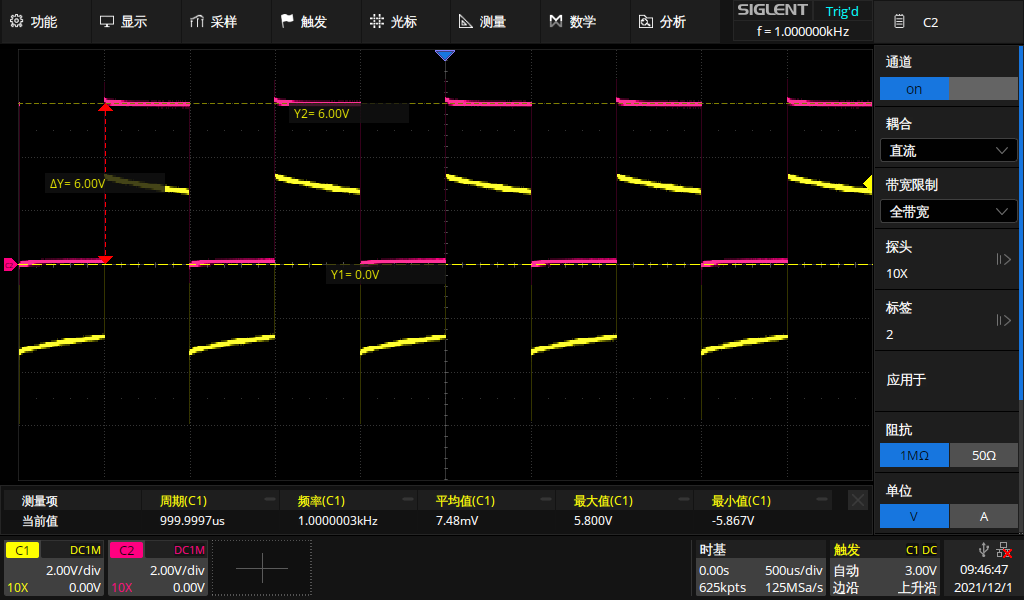 功能 显示 采样 触发 光标 测量 数学 分析 SIGLENT Trig'd C2
f = 1.000000kHz
通道
on
Y2= 6.00V
耦合
直流
ΔY= 6.00V
带宽限制
全带宽
探头
10X
Y1= 0.0V
标签
2
应用于
阻抗
1MΩ 50Ω
单位
V A
测量项 周期(C1) 频率(C1) 平均值(C1) 最大值(C1) 最小值(C1)
当前值 999.9997us 1.0000003kHz 7.48mV 5.800V -5.867V
C1 DC1M C2 DC1M 时基 触发 C1 DC
2.00V/div 2.00V/div 0.00s 500us/div 自动 3.00V 09:46:47
10X 0.00V 10X 0.00V 625kpts 125MSa/s 边沿 上升沿 2021/12/1